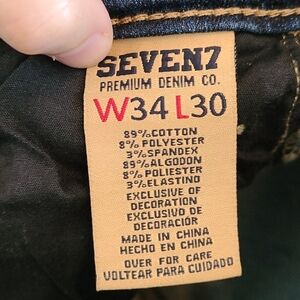 SEVEN7
PREMIUM DENIM CO.
W34 L30
89%COTTON
8%POLYESTER
3%SPANDEX
89%ALGODON
8%POLIESTER
3%ELASTINO
EXCLUSIVE OF
DECORATION
EXCLUSIVO DE
DECORACIÓR
MADE IN CHINA
HECHO EN CHINA
OVER FOR CARE
VOLTEAR PARA CUIDADO